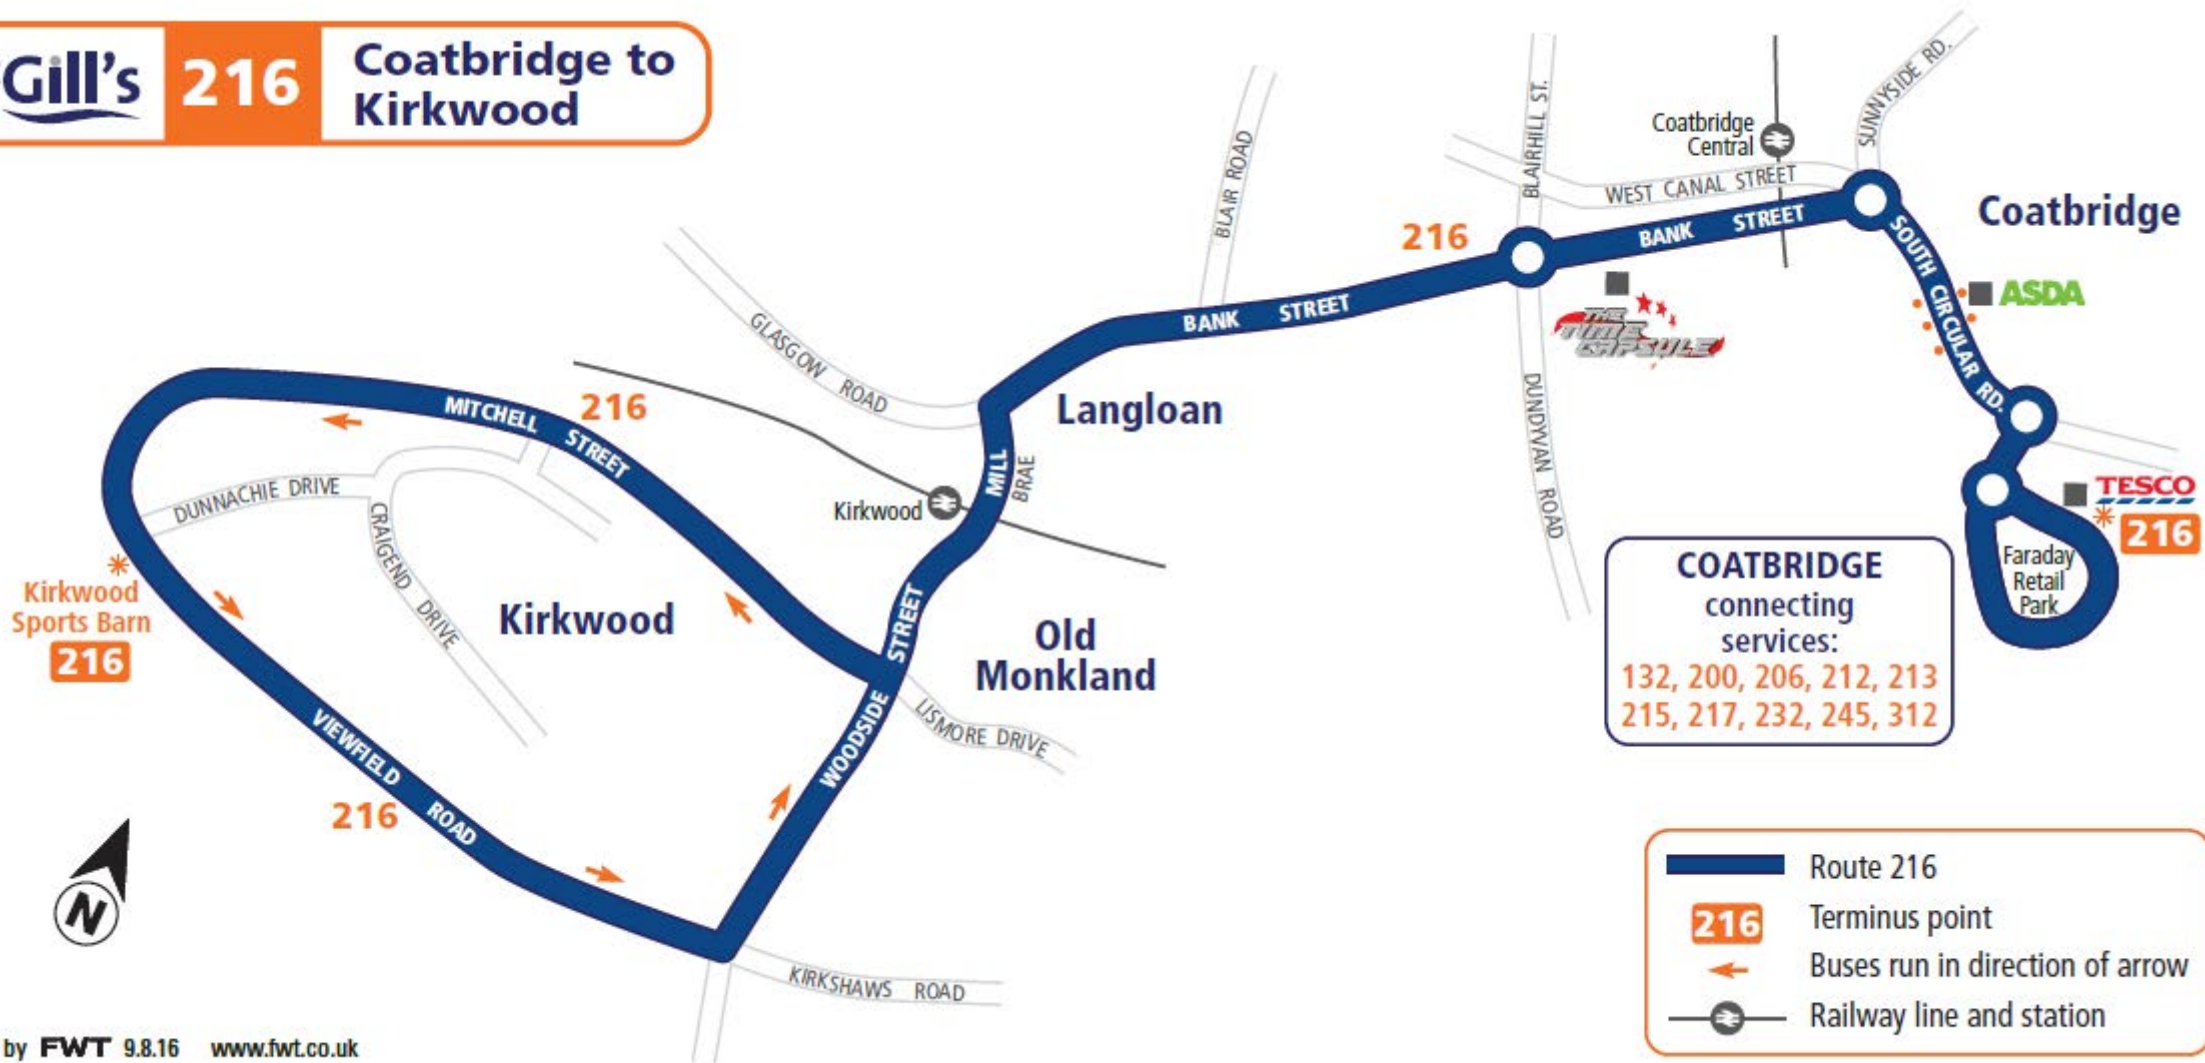 Gill's
216
Coatbridge to
Kirkwood
SUNNYSIDE RD.
BLAIRHILL ST.
Coatbridge
Central
BLAIR ROAD
WEST CANAL STREET
Coatbridge
216
BANK STREET
SOUTH CIRCULAR RD.
ASDA
BANK STREET
THE
TIME
CAPSULE
GLASGOW ROAD
DUNDYVAN ROAD
Langloan
MITCHELL STREET
216
MILL
BRAE
DUNNACHIE DRIVE
Kirkwood
CRAIGEND DRIVE
TESCO
216
Faraday
Retail
Park
COATBRIDGE
connecting
services:
132, 200, 206, 212, 213
215, 217, 232, 245, 312
Kirkwood
Sports Barn
216
Kirkwood
Old
Monkland
WOODSIDE STREET
LISMORE DRIVE
VIEWFIELD ROAD
216
N
KIRKSHAWS ROAD
Route 216
216 Terminus point
Buses run in direction of arrow
Railway line and station
by FWT 9.8.16 www.fwt.co.uk